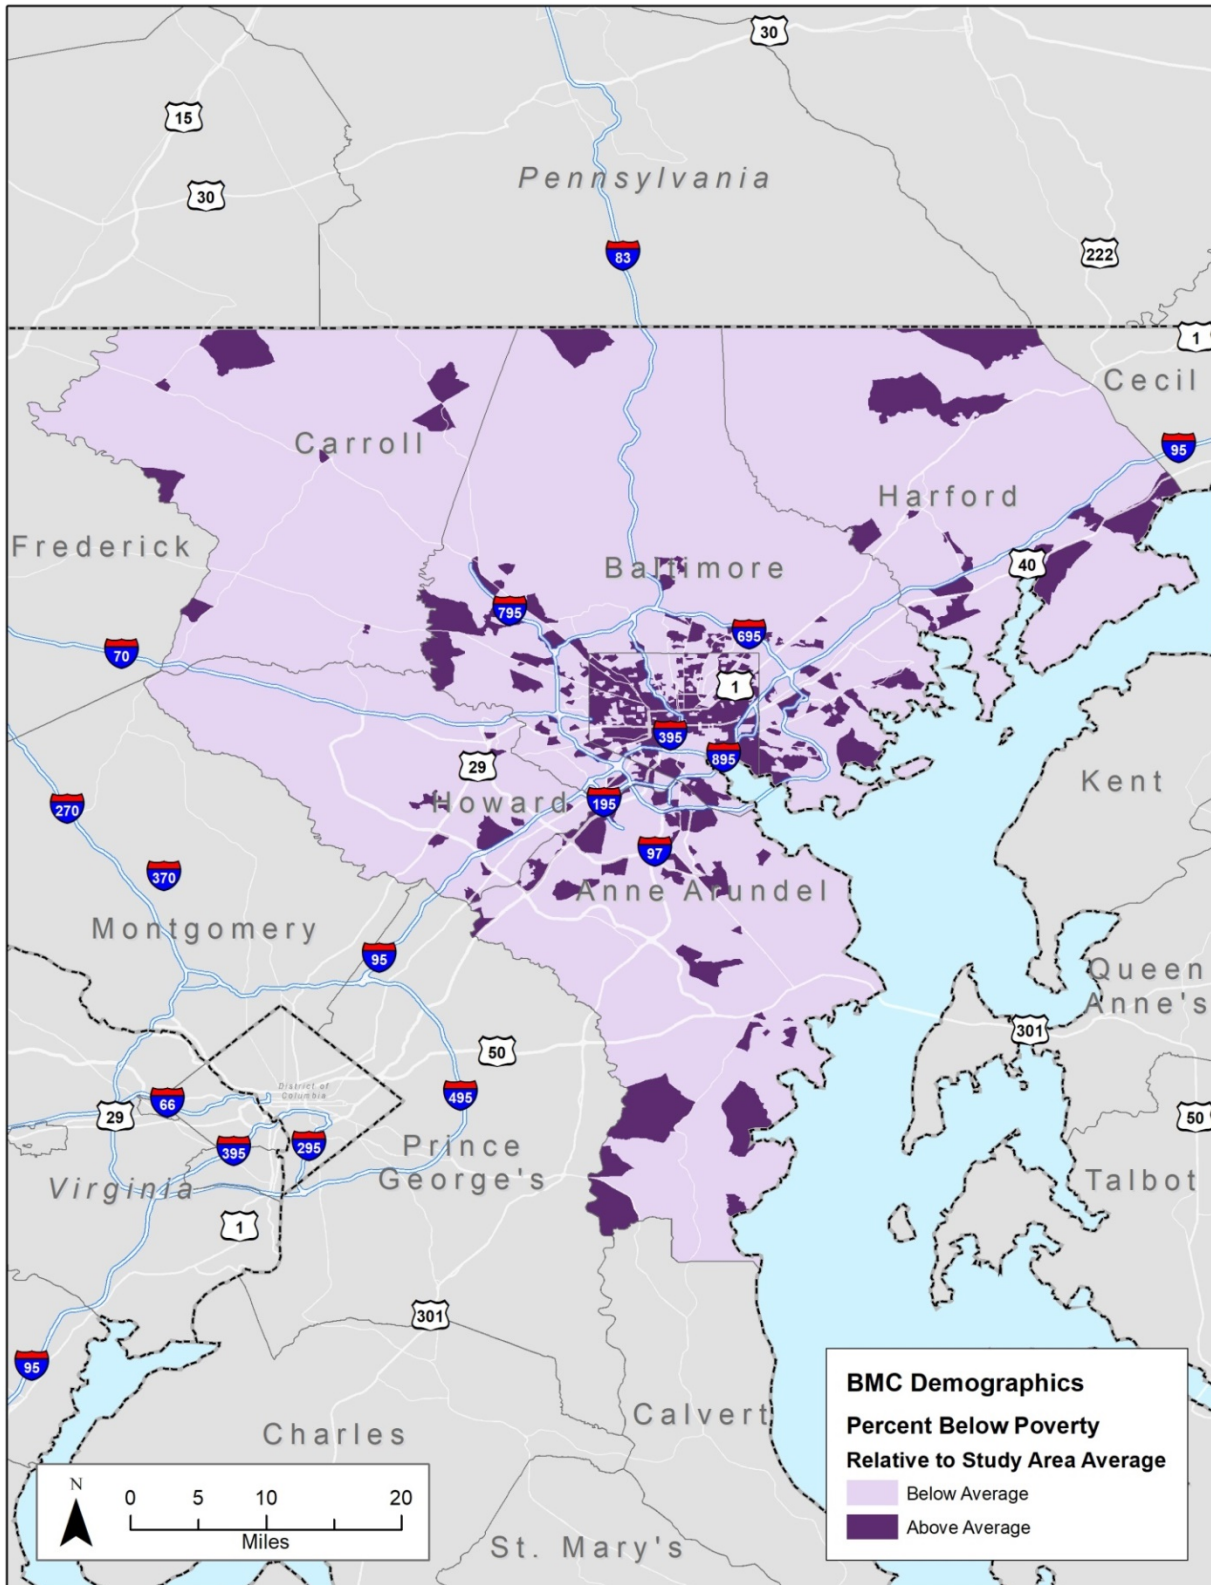 30
15
Pennsylvania
30
83
222
1
Cecil
Carroll
95
Harford
Frederick
40
Baltimore
795
695
70
1
395
895
29
Kent
Howard
195
270
97
370
Anne Arundel
Montgomery
95
Queen
Anne's
301
50
District of
Columbia
66
495
29
50
395
295
Prince
George's
Talbot
Virginia
1
301
95
BMC Demographics
Percent Below Poverty
Relative to Study Area Average
Below Average
Above Average
Calvert
Charles
N
0 5 10 20
Miles
St. Mary's